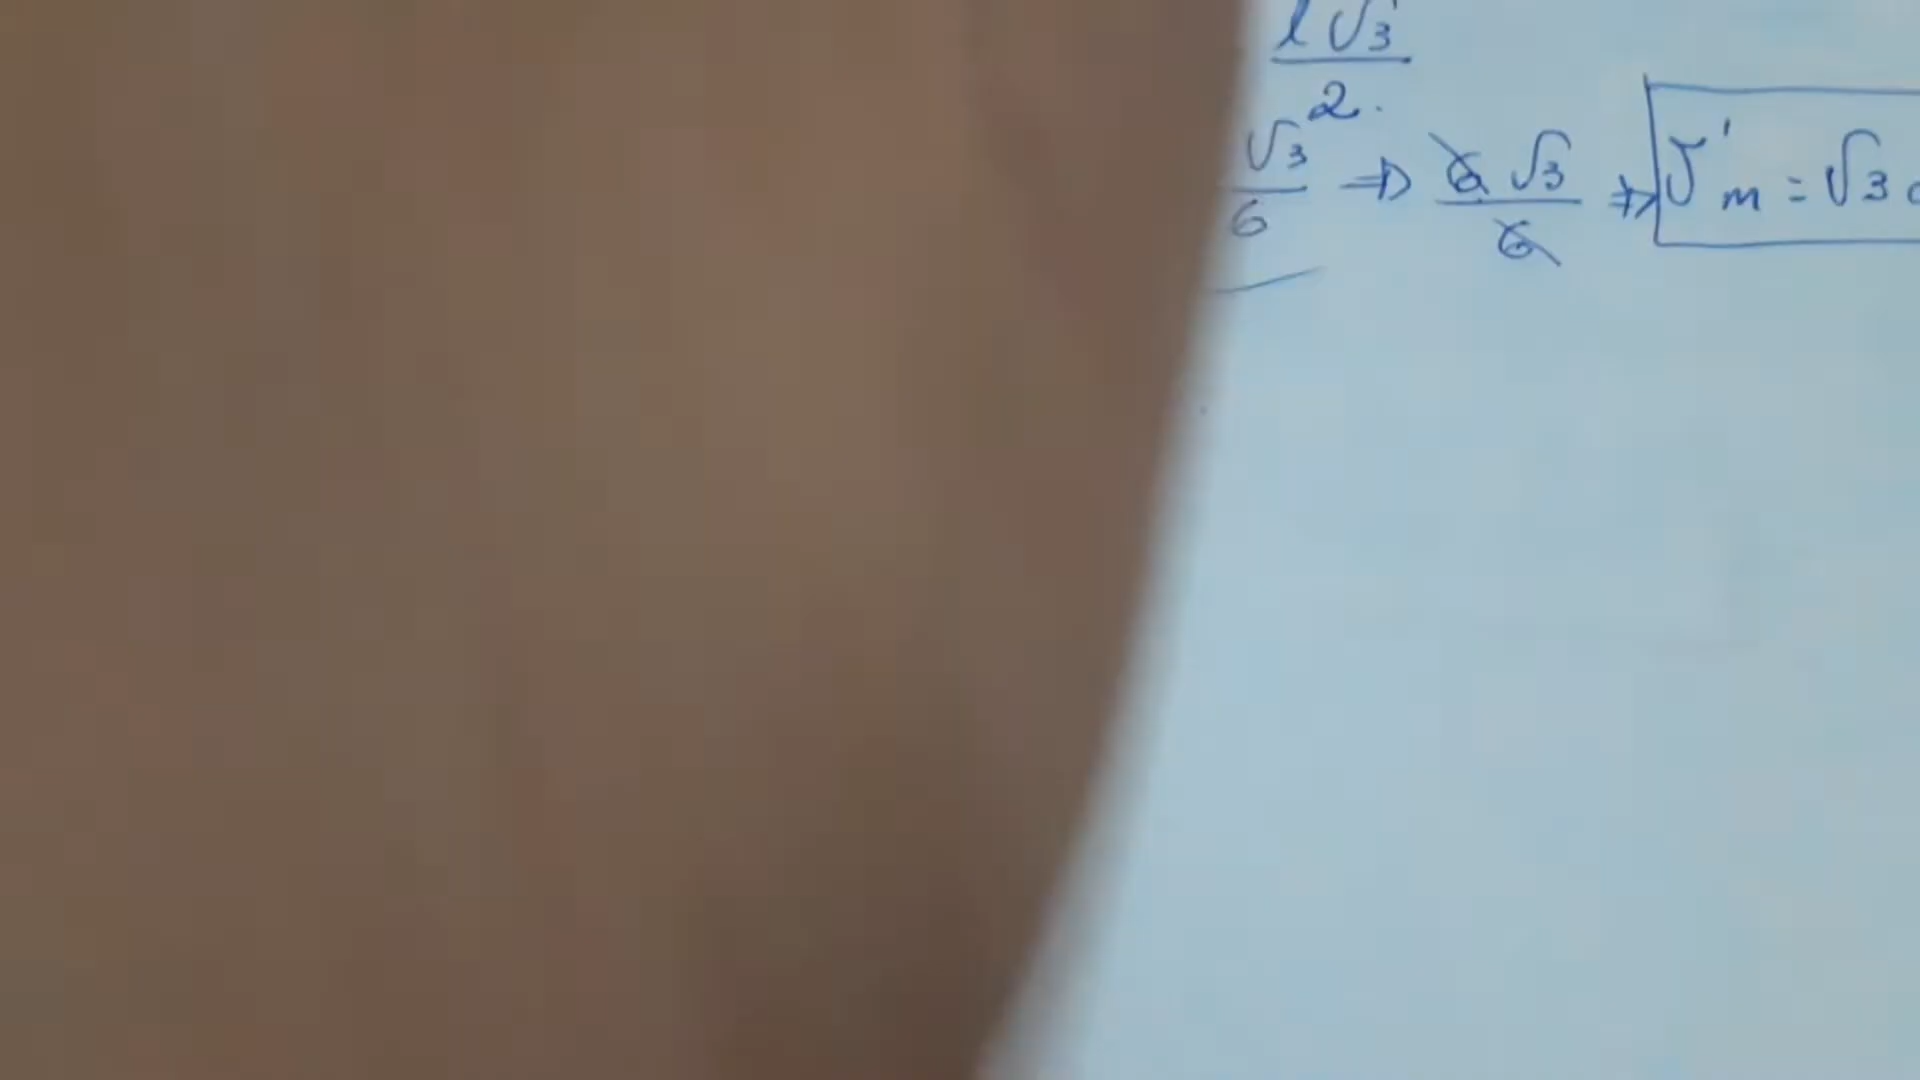 l√3 / 2.
√3 / 6 ⇒ 6√3 / 6 ⇒ r'm = √3